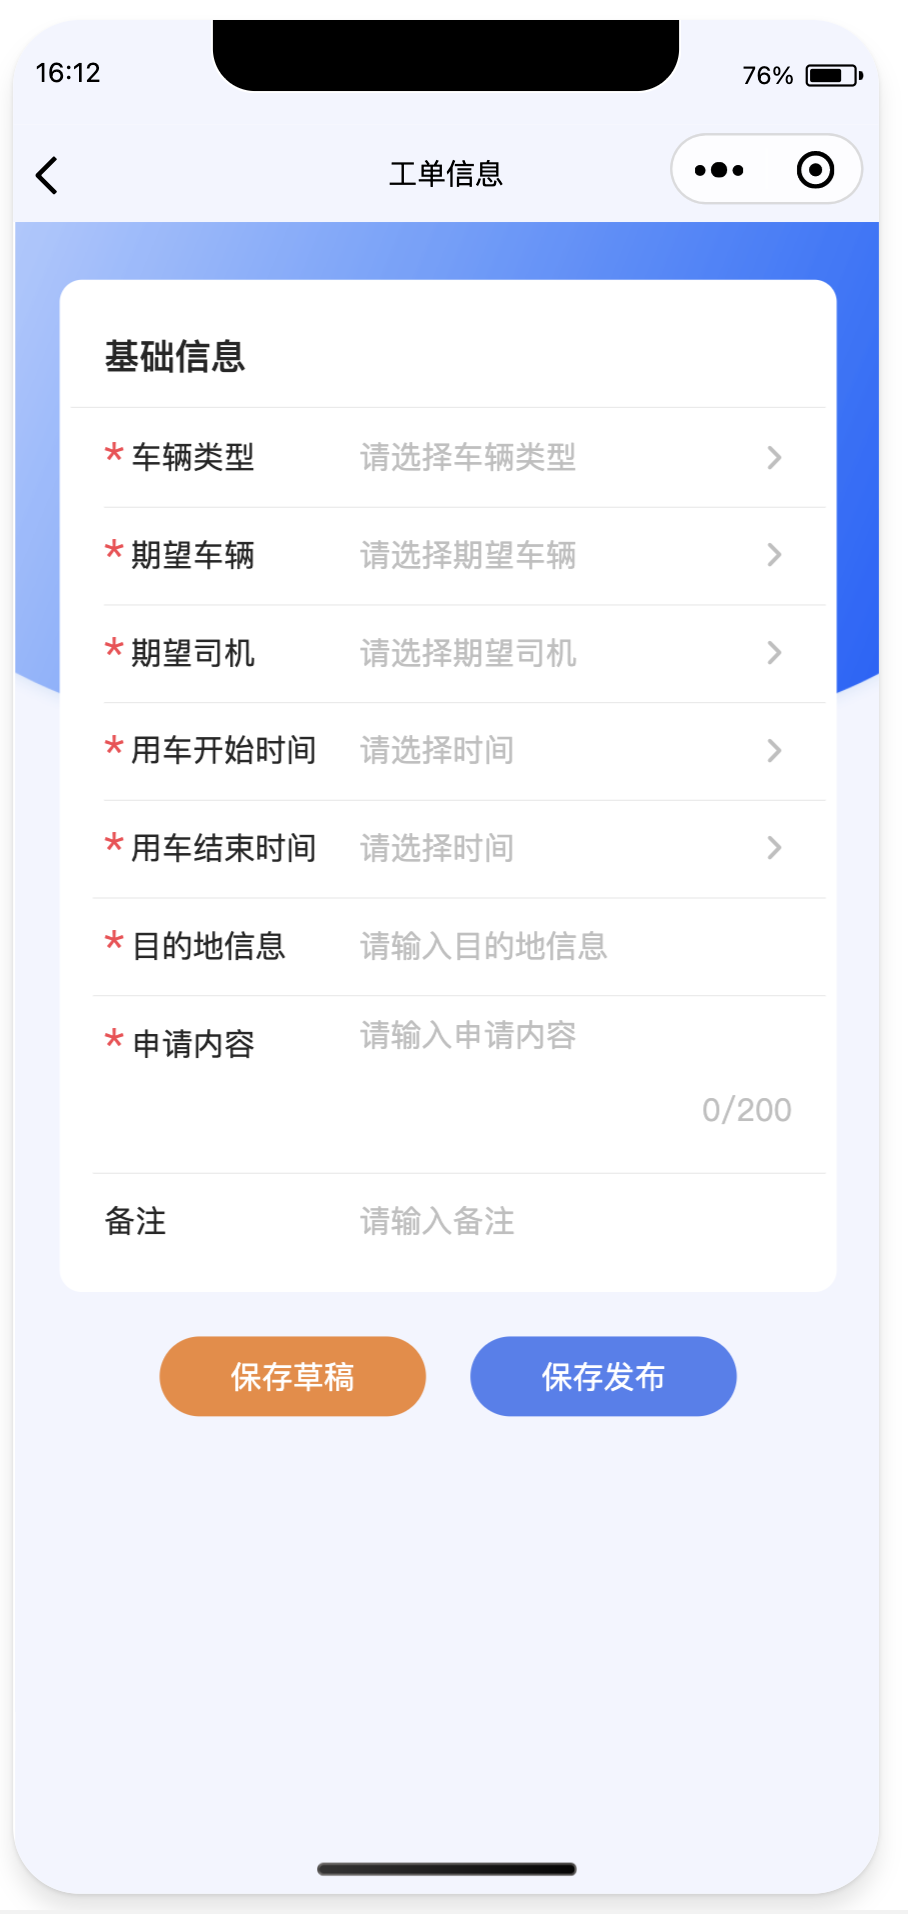 16:12
76%
工单信息
基础信息
* 车辆类型 请选择车辆类型
* 期望车辆 请选择期望车辆
* 期望司机 请选择期望司机
* 用车开始时间 请选择时间
* 用车结束时间 请选择时间
* 目的地信息 请输入目的地信息
* 申请内容 请输入申请内容
0/200
备注 请输入备注
保存草稿 保存发布